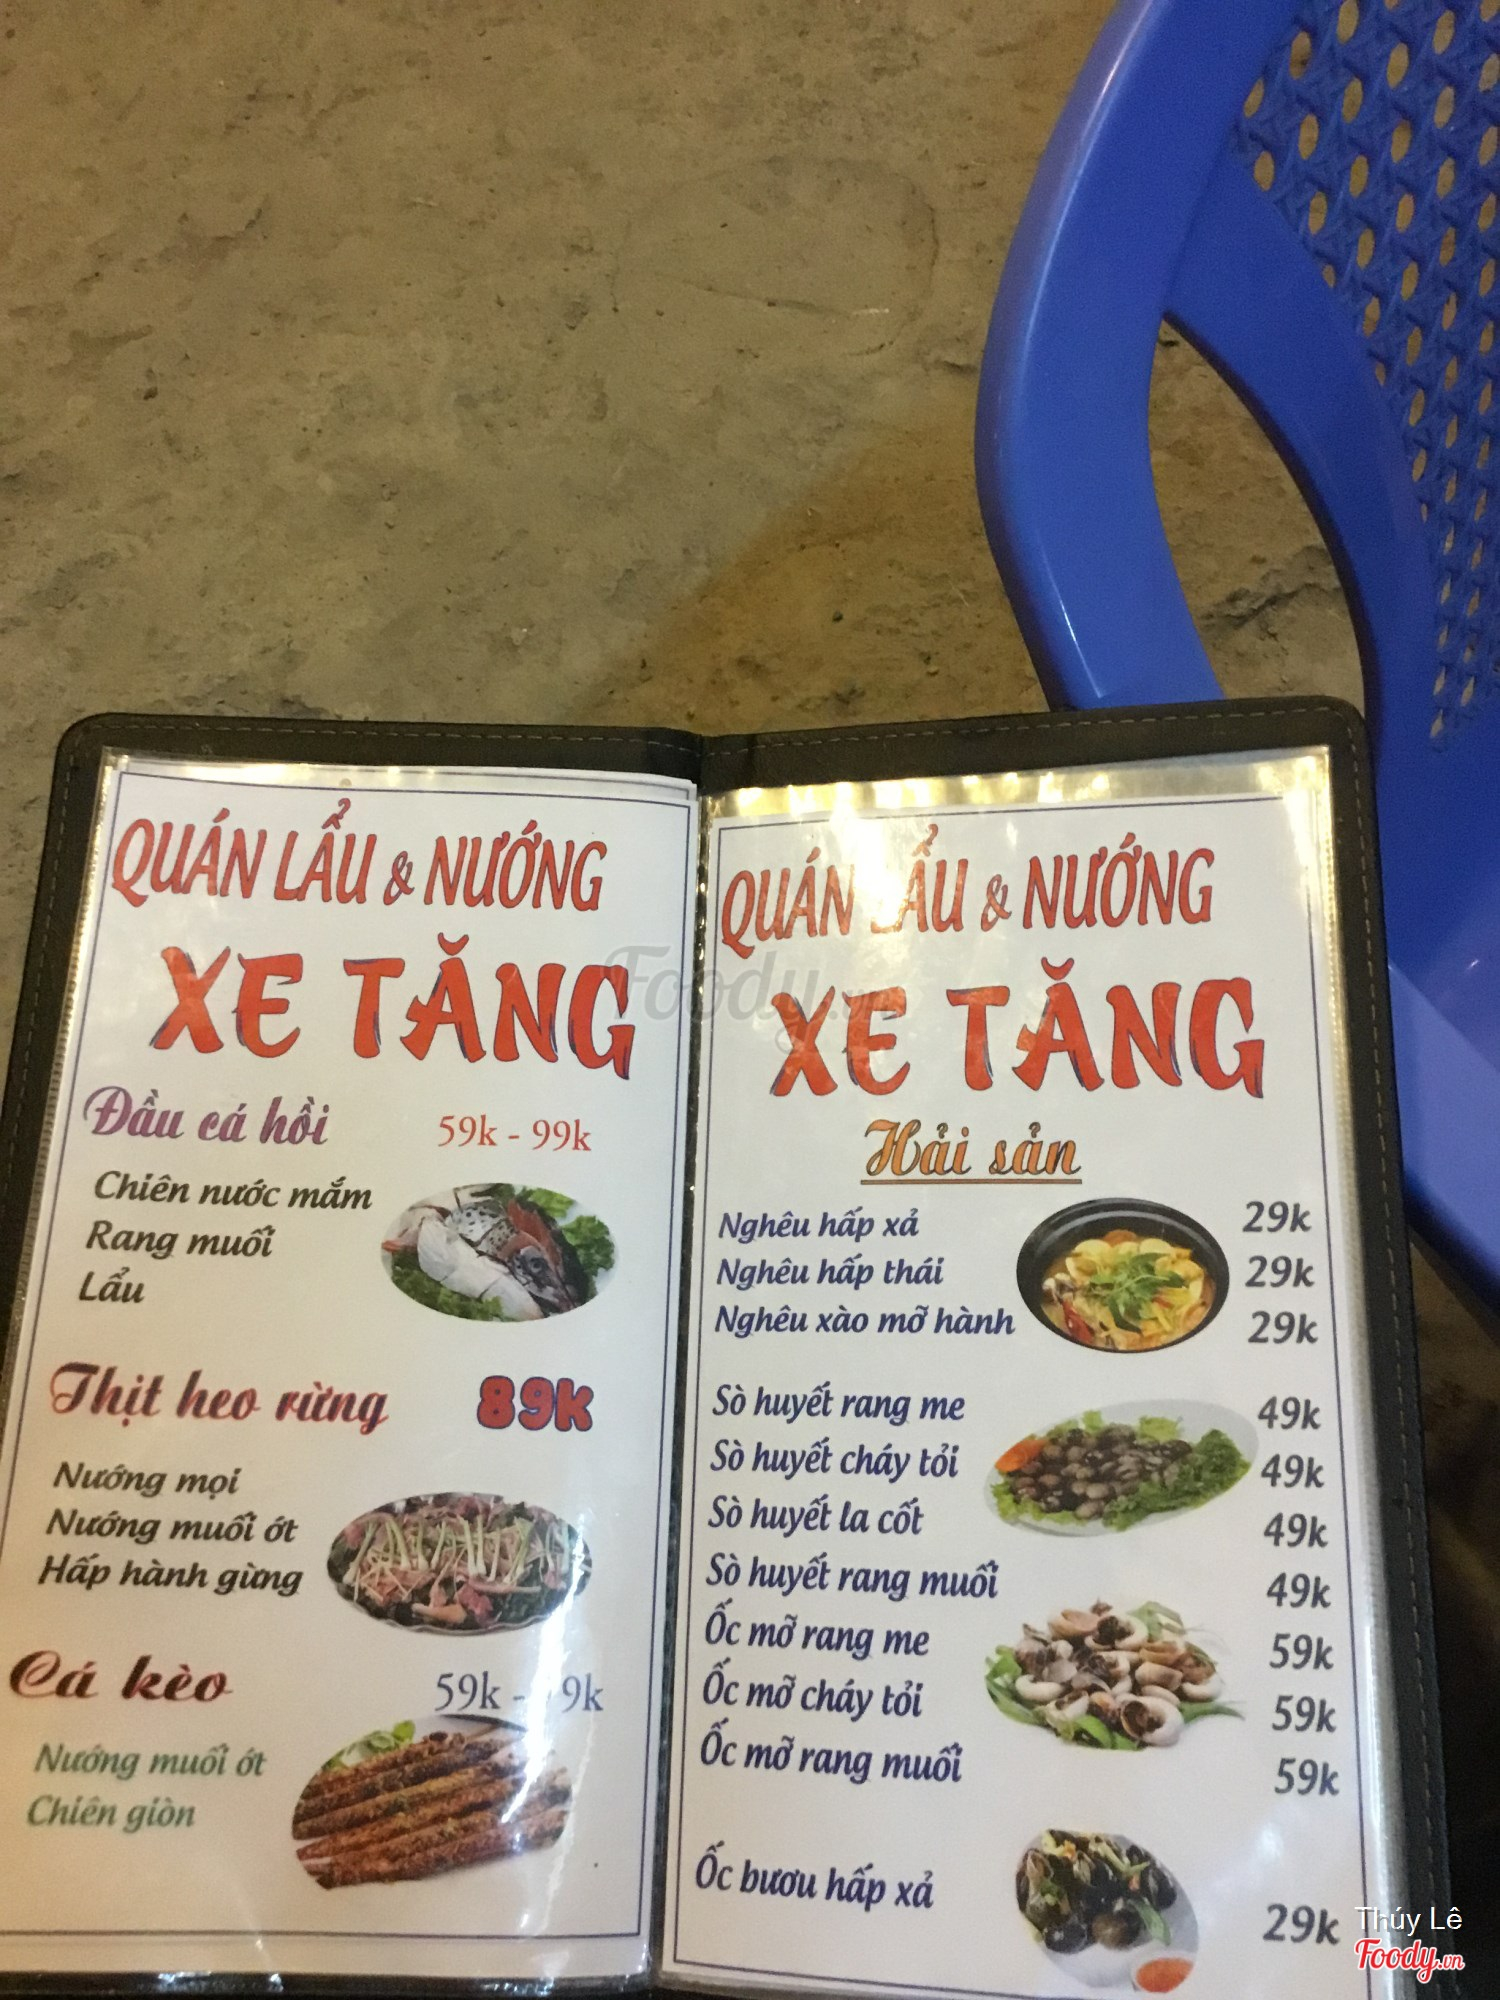 QUÁN LẨU & NƯỚNG
XE TĂNG
Đầu cá hồi 59k - 99k
Chiên nước mắm
Rang muối
Lẩu
Thịt heo rừng 89k
Nướng mọi
Nướng muối ớt
Hấp hành gừng
Cá kèo 59k -
Nướng muối ớt
Chiên giòn
QUÁN LẨU & NƯỚNG
XE TĂNG
Hải sản
Nghêu hấp xả 29k
Nghêu hấp thái 29k
Nghêu xào mỡ hành 29k
Sò huyết rang me 49k
Sò huyết cháy tỏi 49k
Sò huyết la cốt 49k
Sò huyết rang muối 49k
Ốc mỡ rang me 59k
Ốc mỡ cháy tỏi 59k
Ốc mỡ rang muối 59k
Ốc bươu hấp xả 29k
Foody.vn
Thúy Lê
Foody.vn